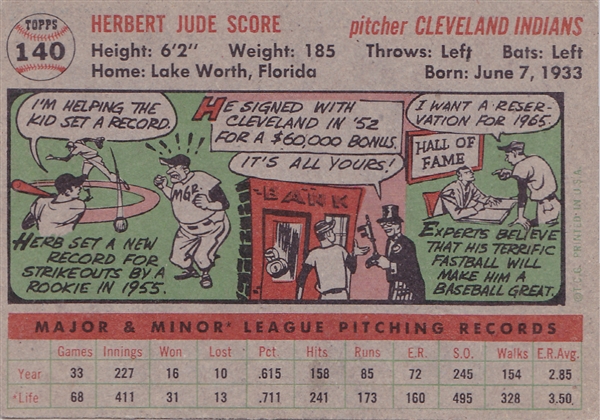 TOPPS
140
HERBERT JUDE SCORE
pitcher CLEVELAND INDIANS
Height: 6'2" Weight: 185 Throws: Left Bats: Left
Home: Lake Worth, Florida Born: June 7, 1933
I'M HELPING THE
KID SET A RECORD.
MGR.
HERB SET A NEW
RECORD FOR
STRIKEOUTS BY A
ROOKIE IN 1955.
HE SIGNED WITH
CLEVELAND IN '52
FOR A $60,000 BONUS.
IT'S ALL YOURS!
BANK
I WANT A RESER-
VATION FOR 1965.
HALL OF
FAME
EXPERTS BELIEVE
THAT HIS TERRIFIC
FASTBALL WILL
MAKE HIM A
BASEBALL GREAT.
© T.C.G. PRINTED IN U.S.A.
MAJOR & MINOR LEAGUE PITCHING RECORDS
Games Innings Won Lost Pct. Hits Runs E.R. S.O. Walks E.R.Avg.
Year 33 227 16 10 .615 158 85 72 245 154 2.85
*Life 68 411 31 13 .705 241 173 160 495 328 3.50